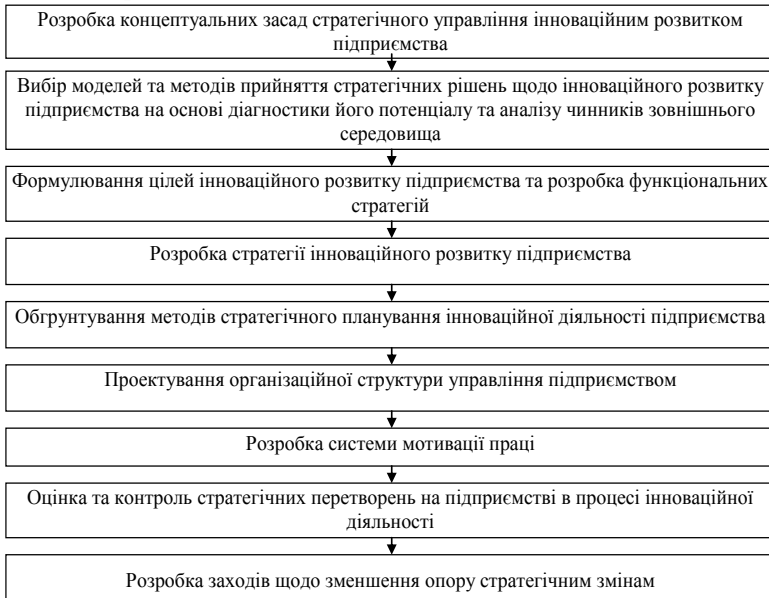 Розробка концептуальних засад стратегічного управління інноваційним розвитком
підприємства
Вибір моделей та методів прийняття стратегічних рішень щодо інноваційного розвитку
підприємства на основі діагностики його потенціалу та аналізу чинників зовнішнього
середовища
Формулювання цілей інноваційного розвитку підприємства та розробка функціональних
стратегій
Розробка стратегії інноваційного розвитку підприємства
Обгрунтування методів стратегічного планування інноваційної діяльності підприємства
Проектування організаційної структури управління підприємством
Розробка системи мотивації праці
Оцінка та контроль стратегічних перетворень на підприємстві в процесі інноваційної
діяльності
Розробка заходів щодо зменшення опору стратегічним змінам